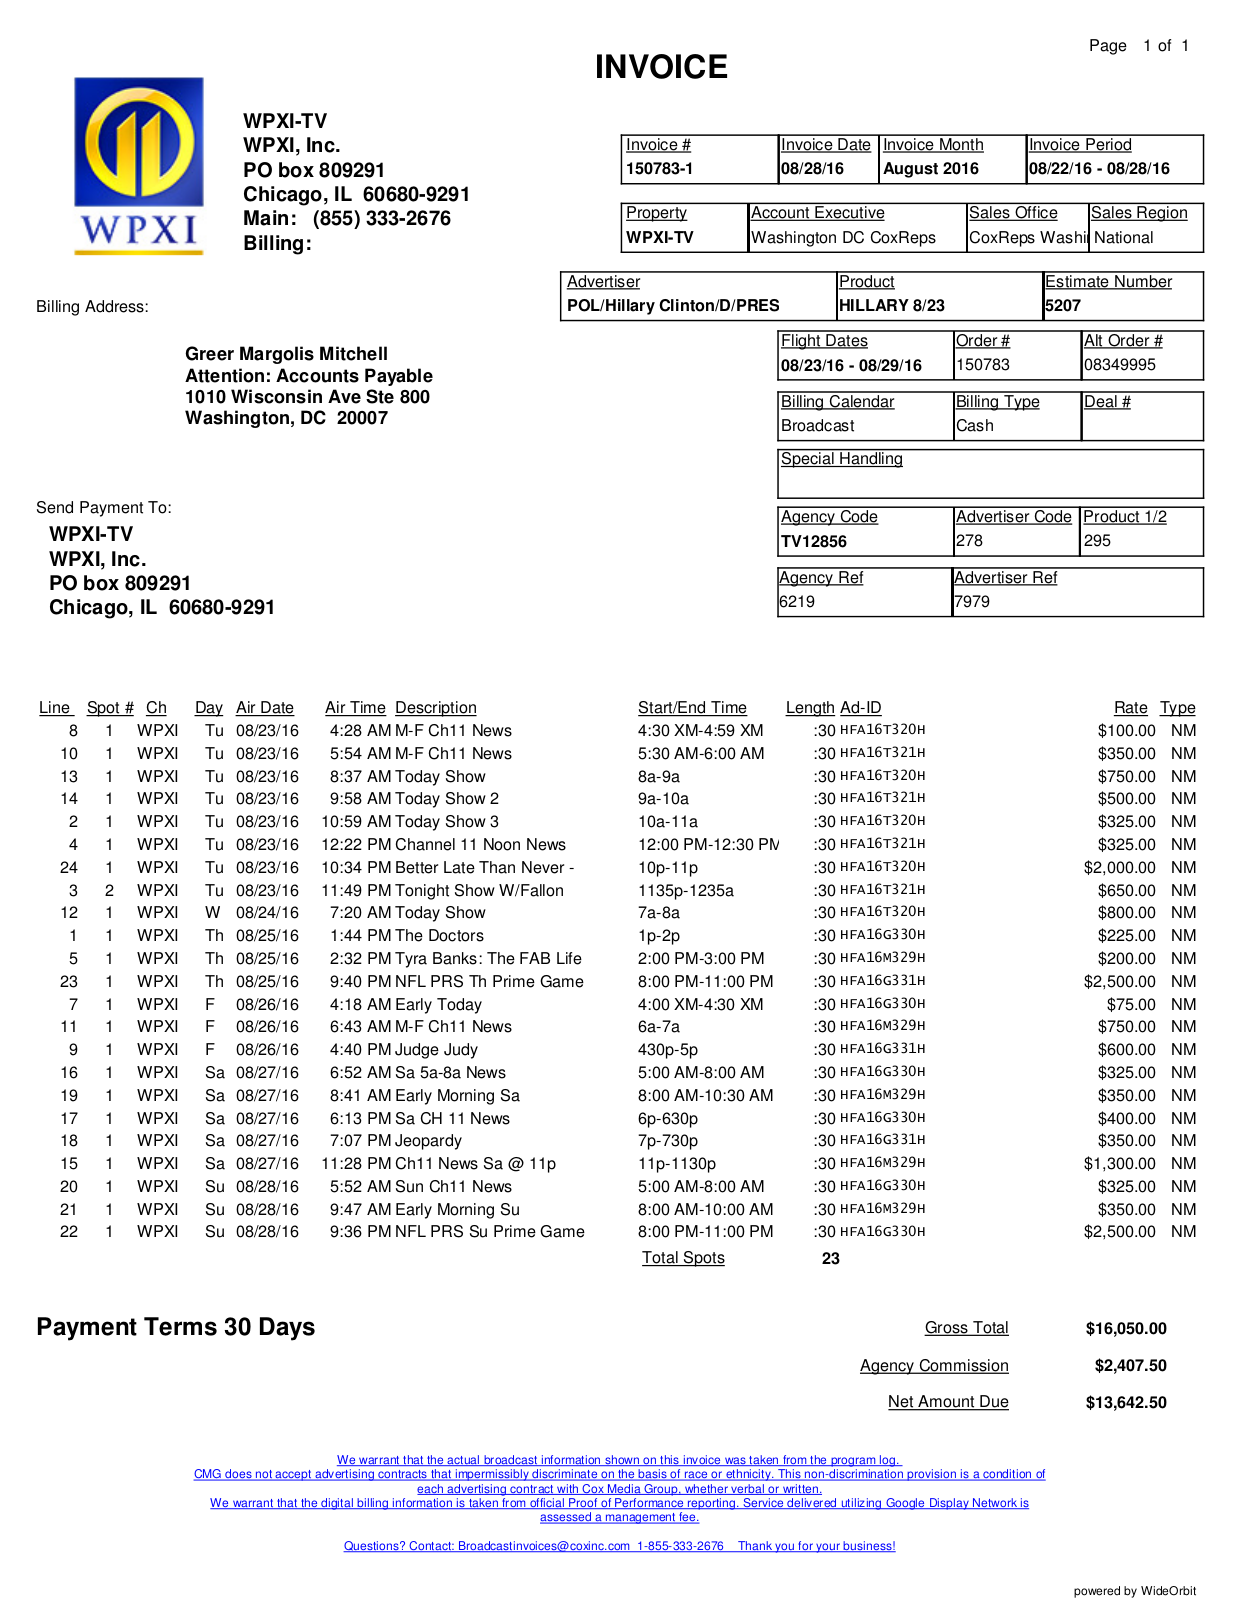 Page 1 of 1
INVOICE
WPXI
WPXI-TV
WPXI, Inc.
PO box 809291
Chicago, IL 60680-9291
Main: (855) 333-2676
Billing:
Invoice # Invoice Date Invoice Month Invoice Period
150783-1 08/28/16 August 2016 08/22/16 - 08/28/16
Property Account Executive Sales Office Sales Region
WPXI-TV Washington DC CoxReps CoxReps Washi National
Advertiser Product Estimate Number
POL/Hillary Clinton/D/PRES HILLARY 8/23 5207
Billing Address:
Greer Margolis Mitchell
Attention: Accounts Payable
1010 Wisconsin Ave Ste 800
Washington, DC 20007
Flight Dates Order # Alt Order #
08/23/16 - 08/29/16 150783 08349995
Billing Calendar Billing Type Deal #
Broadcast Cash
Special Handling
Agency Code Advertiser Code Product 1/2
TV12856 278 295
Agency Ref Advertiser Ref
6219 7979
Send Payment To:
WPXI-TV
WPXI, Inc.
PO box 809291
Chicago, IL 60680-9291
Line Spot # Ch Day Air Date Air Time Description Start/End Time Length Ad-ID Rate Type
8 1 WPXI Tu 08/23/16 4:28 AM M-F Ch11 News 4:30 XM-4:59 XM :30 HFA16T320H $100.00 NM
10 1 WPXI Tu 08/23/16 5:54 AM M-F Ch11 News 5:30 AM-6:00 AM :30 HFA16T321H $350.00 NM
13 1 WPXI Tu 08/23/16 8:37 AM Today Show 8a-9a :30 HFA16T320H $750.00 NM
14 1 WPXI Tu 08/23/16 9:58 AM Today Show 2 9a-10a :30 HFA16T321H $500.00 NM
2 1 WPXI Tu 08/23/16 10:59 AM Today Show 3 10a-11a :30 HFA16T320H $325.00 NM
4 1 WPXI Tu 08/23/16 12:22 PM Channel 11 Noon News 12:00 PM-12:30 PM :30 HFA16T321H $325.00 NM
24 1 WPXI Tu 08/23/16 10:34 PM Better Late Than Never - 10p-11p :30 HFA16T320H $2,000.00 NM
3 2 WPXI Tu 08/23/16 11:49 PM Tonight Show W/Fallon 1135p-1235a :30 HFA16T321H $650.00 NM
12 1 WPXI W 08/24/16 7:20 AM Today Show 7a-8a :30 HFA16T320H $800.00 NM
1 1 WPXI Th 08/25/16 1:44 PM The Doctors 1p-2p :30 HFA16G330H $225.00 NM
5 1 WPXI Th 08/25/16 2:32 PM Tyra Banks: The FAB Life 2:00 PM-3:00 PM :30 HFA16M329H $200.00 NM
23 1 WPXI Th 08/25/16 9:40 PM NFL PRS Th Prime Game 8:00 PM-11:00 PM :30 HFA16G331H $2,500.00 NM
7 1 WPXI F 08/26/16 4:18 AM Early Today 4:00 XM-4:30 XM :30 HFA16G330H $75.00 NM
11 1 WPXI F 08/26/16 6:43 AM M-F Ch11 News 6a-7a :30 HFA16M329H $750.00 NM
9 1 WPXI F 08/26/16 4:40 PM Judge Judy 430p-5p :30 HFA16G331H $600.00 NM
16 1 WPXI Sa 08/27/16 6:52 AM Sa 5a-8a News 5:00 AM-8:00 AM :30 HFA16G330H $325.00 NM
19 1 WPXI Sa 08/27/16 8:41 AM Early Morning Sa 8:00 AM-10:30 AM :30 HFA16M329H $350.00 NM
17 1 WPXI Sa 08/27/16 6:13 PM Sa CH 11 News 6p-630p :30 HFA16G330H $400.00 NM
18 1 WPXI Sa 08/27/16 7:07 PM Jeopardy 7p-730p :30 HFA16G331H $350.00 NM
15 1 WPXI Sa 08/27/16 11:28 PM Ch11 News Sa @ 11p 11p-1130p :30 HFA16M329H $1,300.00 NM
20 1 WPXI Su 08/28/16 5:52 AM Sun Ch11 News 5:00 AM-8:00 AM :30 HFA16G330H $325.00 NM
21 1 WPXI Su 08/28/16 9:47 AM Early Morning Su 8:00 AM-10:00 AM :30 HFA16M329H $350.00 NM
22 1 WPXI Su 08/28/16 9:36 PM NFL PRS Su Prime Game 8:00 PM-11:00 PM :30 HFA16G330H $2,500.00 NM
Total Spots 23
Payment Terms 30 Days
Gross Total $16,050.00
Agency Commission $2,407.50
Net Amount Due $13,642.50
We warrant that the actual broadcast information shown on this invoice was taken from the program log.
CMG does not accept advertising contracts that impermissibly discriminate on the basis of race or ethnicity. This non-discrimination provision is a condition of
each advertising contract with Cox Media Group, whether verbal or written.
We warrant that the digital billing information is taken from official Proof of Performance reporting. Service delivered utilizing Google Display Network is
assessed a management fee.
Questions? Contact: Broadcastinvoices@coxinc.com 1-855-333-2676 Thank you for your business!
powered by WideOrbit